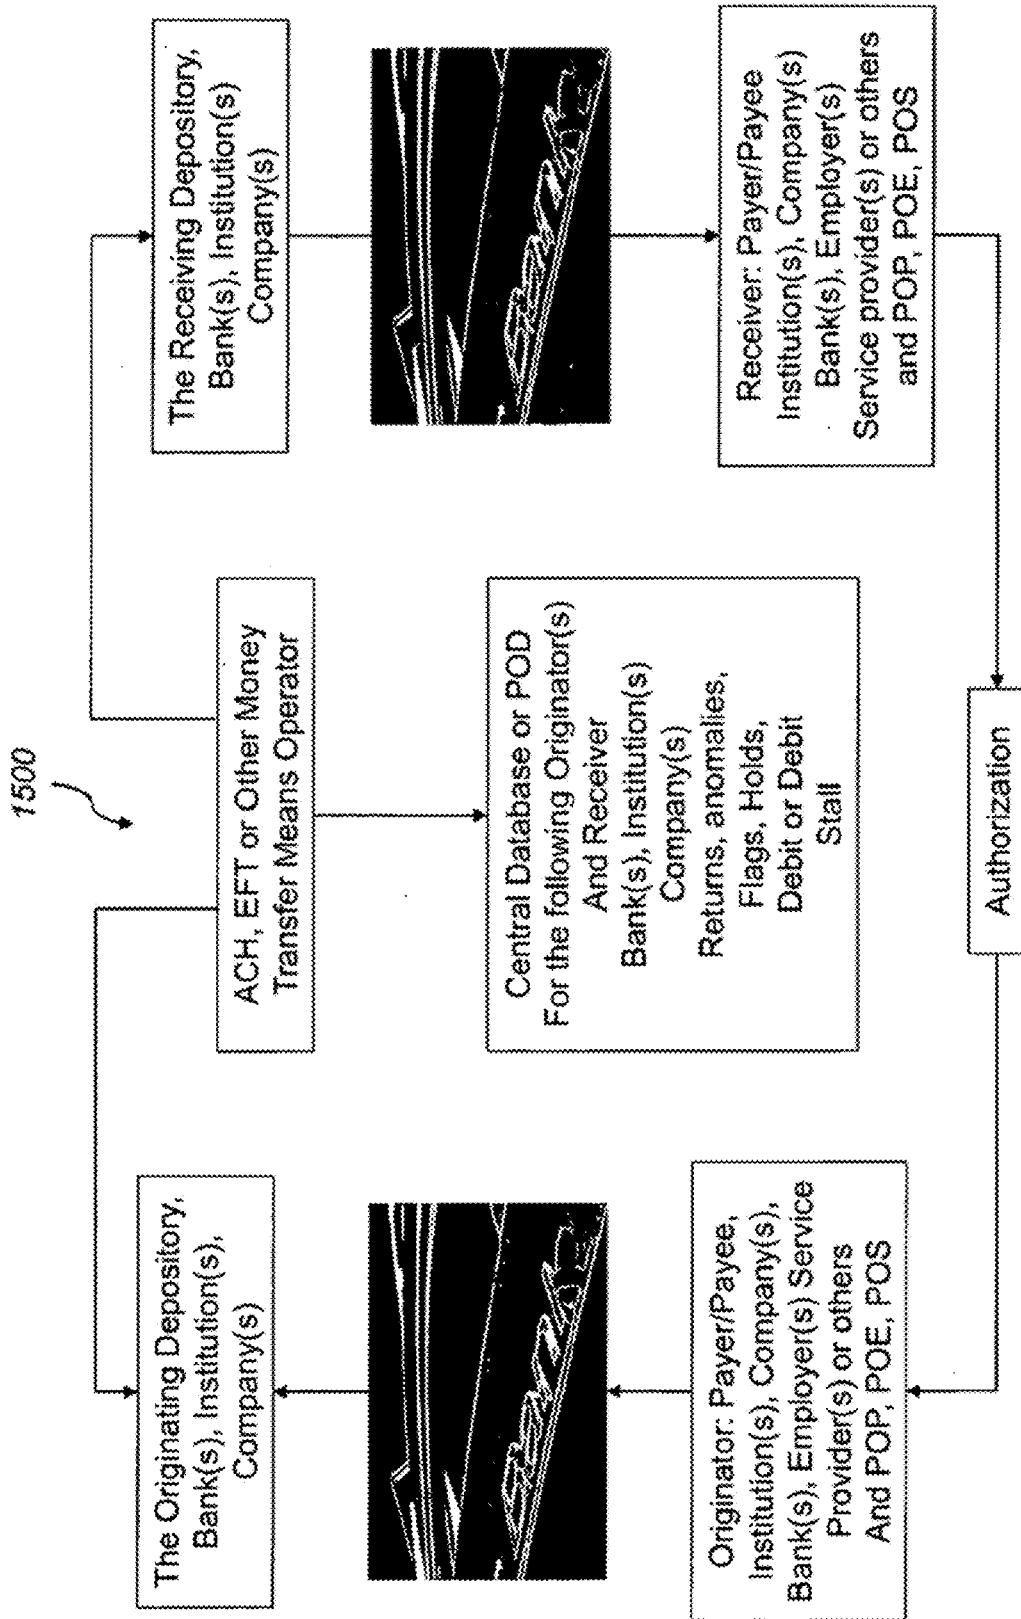 1500
The Originating Depository,
Bank(s), Institution(s),
Company(s)
ACH, EFT or Other Money
Transfer Means Operator
The Receiving Depository,
Bank(s), Institution(s)
Company(s)
Central Database or POD
For the following Originator(s)
And Receiver
Bank(s), Institution(s)
Company(s)
Returns, anomalies,
Flags, Holds,
Debit or Debit
Stall
Originator: Payer/Payee,
Institution(s), Company(s),
Bank(s), Employer(s) Service
Provider(s) or others
And POP, POE, POS
Receiver: Payer/Payee
Institution(s), Company(s)
Bank(s), Employer(s)
Service provider(s) or others
and POP, POE, POS
Authorization